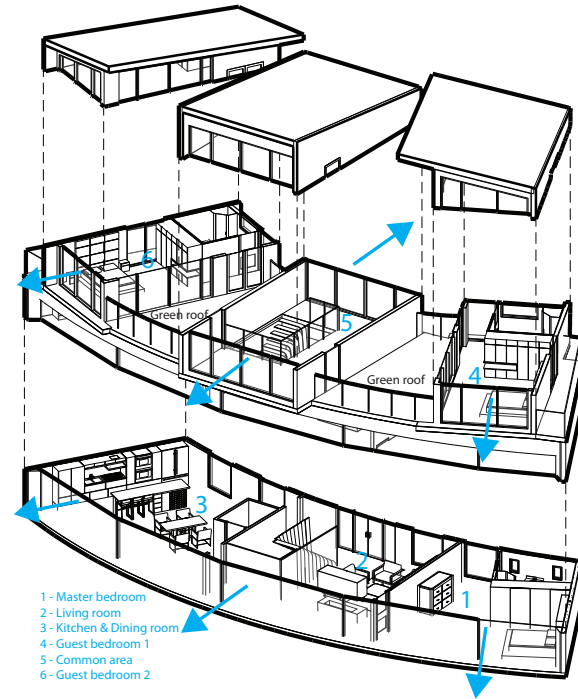 6
Green roof
5
Green roof
4
3
2
1
1 - Master bedroom
2 - Living room
3 - Kitchen & Dining room
4 - Guest bedroom 1
5 - Common area
6 - Guest bedroom 2